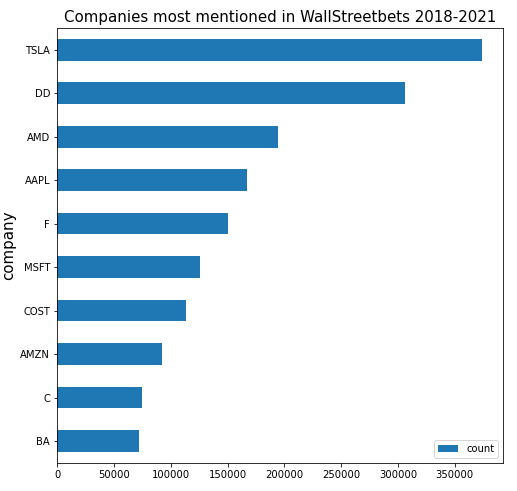 Companies most mentioned in WallStreetbets 2018-2021
company
TSLA
DD
AMD
AAPL
F
MSFT
COST
AMZN
C
BA
0 50000 100000 150000 200000 250000 300000 350000
count